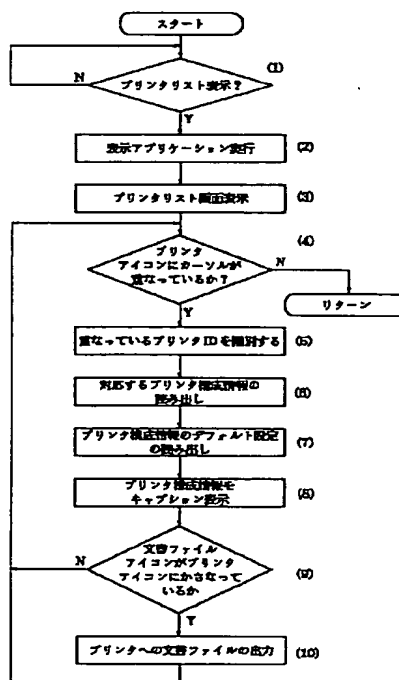 スタート
(1)
プリンタリスト表示？
N
Y
表示アプリケーション実行
(2)
プリンタリスト画面表示
(3)
(4)
プリンタ
アイコンにカーソルが
重なっているか？
N
Y
リターン
重なっているプリンタIDを識別する
(5)
対応するプリンタ構成情報の
読み出し
(6)
プリンタ構成情報のデフォルト設定
の読み出し
(7)
プリンタ構成情報を
キャプション表示
(8)
文書ファイル
アイコンがプリンタ
アイコンにかさなって
いるか
N
(9)
Y
プリンタへの文書ファイルの出力
(10)